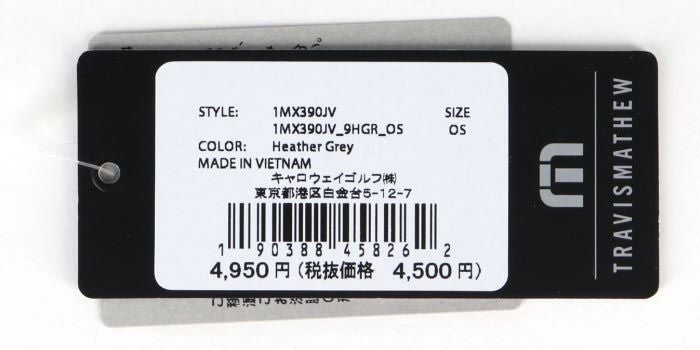 STYLE: 1MX390JV SIZE
1MX390JV_9HGR_OS OS
COLOR: Heather Grey
MADE IN VIETNAM
キャロウェイゴルフ㈱
東京都港区白金台5-12-7
1 90388 45826 2
4,950円（税抜価格 4,500円）
TRAVISMATHEW